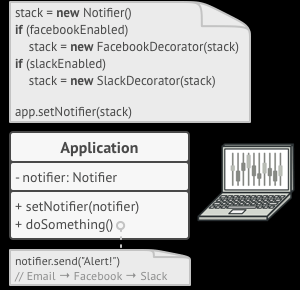 stack = new Notifier()
if (facebookEnabled)
    stack = new FacebookDecorator(stack)
if (slackEnabled)
    stack = new SlackDecorator(stack)
app.setNotifier(stack)
Application
- notifier: Notifier
+ setNotifier(notifier)
+ doSomething()
notifier.send("Alert!")
// Email → Facebook → Slack